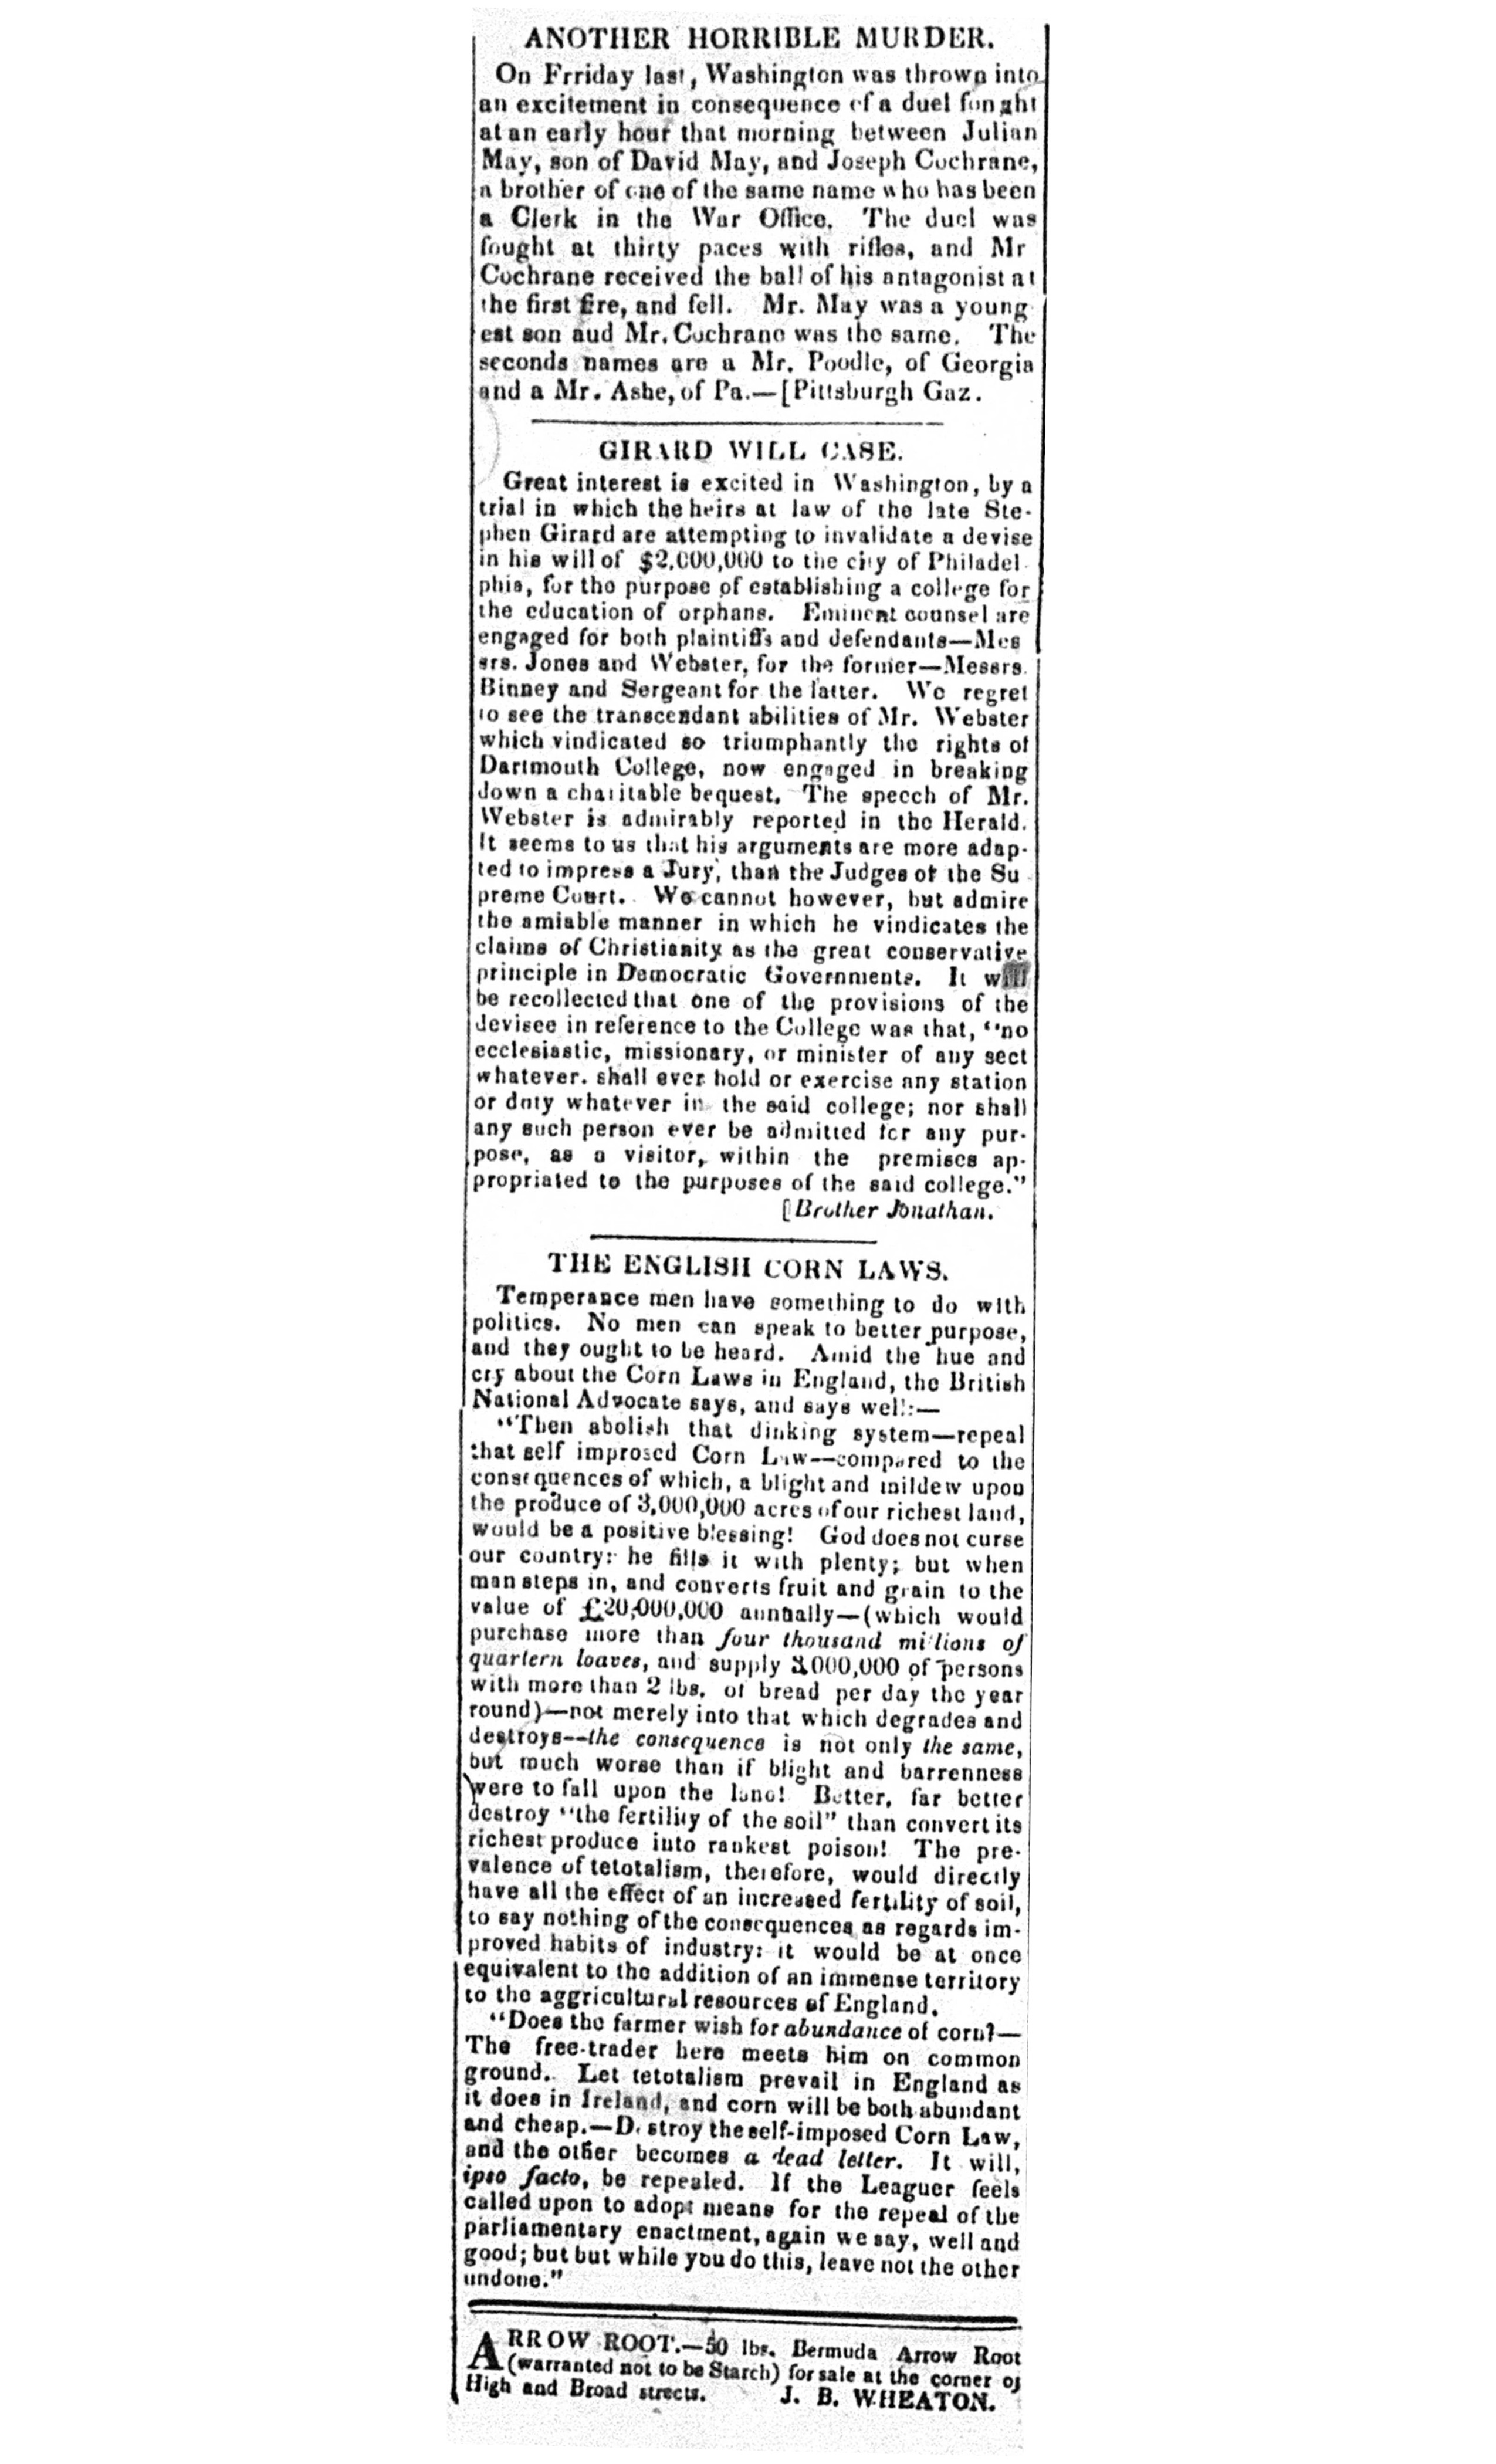 ANOTHER HORRIBLE MURDER.
On Frriday last, Washington was thrown into
an excitement in consequence of a duel fonght
at an early hour that morning between Julian
May, son of David May, and Joseph Cochrane,
a brother of one of the same name who has been
a Clerk in the War Office. The duel was
fought at thirty paces with rifles, and Mr
Cochrane received the ball of his antagonist at
the first fire, and fell. Mr. May was a young
est son aud Mr. Cochrane was the same. The
seconds names are a Mr. Poodle, of Georgia
and a Mr. Ashe, of Pa.—[Pittsburgh Gaz.
GIRARD WILL CASE.
Great interest is excited in Washington, by a
trial in which the heirs at law of the late Ste-
phen Girard are attempting to invalidate a devise
in his will of $2,000,000 to the city of Philadel-
phia, for the purpose of establishing a college for
the education of orphans. Eminent counsel are
engaged for both plaintiffs and defendants—Mes
srs. Jones and Webster, for the former—Messrs.
Binney and Sergeant for the latter. We regret
to see the transcendant abilities of Mr. Webster
which vindicated so triumphantly the rights of
Dartmouth College, now engaged in breaking
down a charitable bequest. The speech of Mr.
Webster is admirably reported in the Herald.
It seems to us that his arguments are more adap-
ted to impress a Jury, than the Judges of the Su-
preme Court. We cannot however, but admire
the amiable manner in which he vindicates the
claims of Christianity as the great conservative
principle in Democratic Governments. It will
be recollected that one of the provisions of the
devisee in reference to the College was that, "no
ecclesiastic, missionary, or minister of any sect
whatever. shall ever hold or exercise any station
or duty whatever in the said college; nor shall
any such person ever be admitted for any pur-
pose, as a visitor, within the premises ap-
propriated to the purposes of the said college."
[Brother Jonathan.
THE ENGLISH CORN LAWS.
Temperance men have something to do with
politics. No men can speak to better purpose,
and they ought to be heard. Amid the hue and
cry about the Corn Laws in England, the British
National Advocate says, and says well:—
"Then abolish that dinking system—repeal
that self improsed Corn Law—compared to the
consequences of which, a blight and mildew upon
the produce of 3,000,000 acres of our richest land,
would be a positive blessing! God does not curse
our country: he fills it with plenty; but when
man steps in, and converts fruit and grain to the
value of £20,000,000 annually—(which would
purchase more than four thousand millions of
quartern loaves, and supply 3,000,000 of persons
with more than 2 lbs. of bread per day the year
round)—not merely into that which degrades and
destroys--the consequence is not only the same,
but much worse than if blight and barrenness
were to fall upon the land! Better, far better
destroy "the fertility of the soil" than convert its
richest produce into rankest poison! The pre-
valence of tetotalism, therefore, would directly
have all the effect of an increased fertility of soil,
to say nothing of the consequences as regards im-
proved habits of industry: it would be at once
equivalent to the addition of an immense territory
to the aggricultural resources of England.
"Does the farmer wish for abundance of corn?—
The free-trader here meets him on common
ground. Let tetotalism prevail in England as
it does in Ireland, and corn will be both abundant
and cheap.—Destroy the self-imposed Corn Law,
and the other becomes a dead letter. It will,
ipso facto, be repealed. If the Leaguer feels
called upon to adopt means for the repeal of the
parliamentary enactment, again we say, well and
good; but but while you do this, leave not the other
undone."
ARROW ROOT.—50 lbs. Bermuda Arrow Root
(warranted not to be Starch) for sale at the corner of
High and Broad streets. J. B. WHEATON.